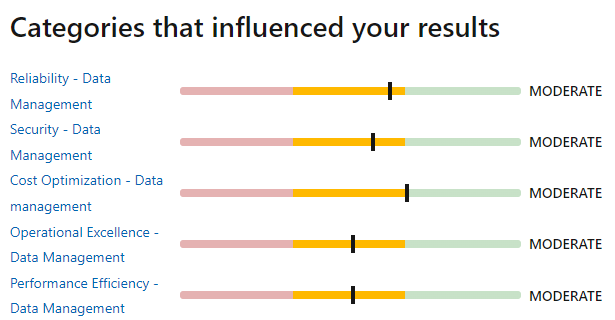 Categories that influenced your results
Reliability - Data
Management
MODERATE
Security - Data
Management
MODERATE
Cost Optimization - Data
management
MODERATE
Operational Excellence -
Data Management
MODERATE
Performance Efficiency -
Data Management
MODERATE